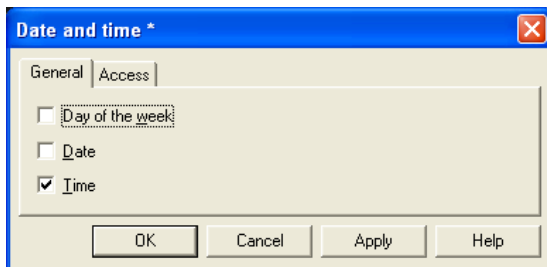 Date and time *
General Access
Day of the week
Date
Time
OK Cancel Apply Help